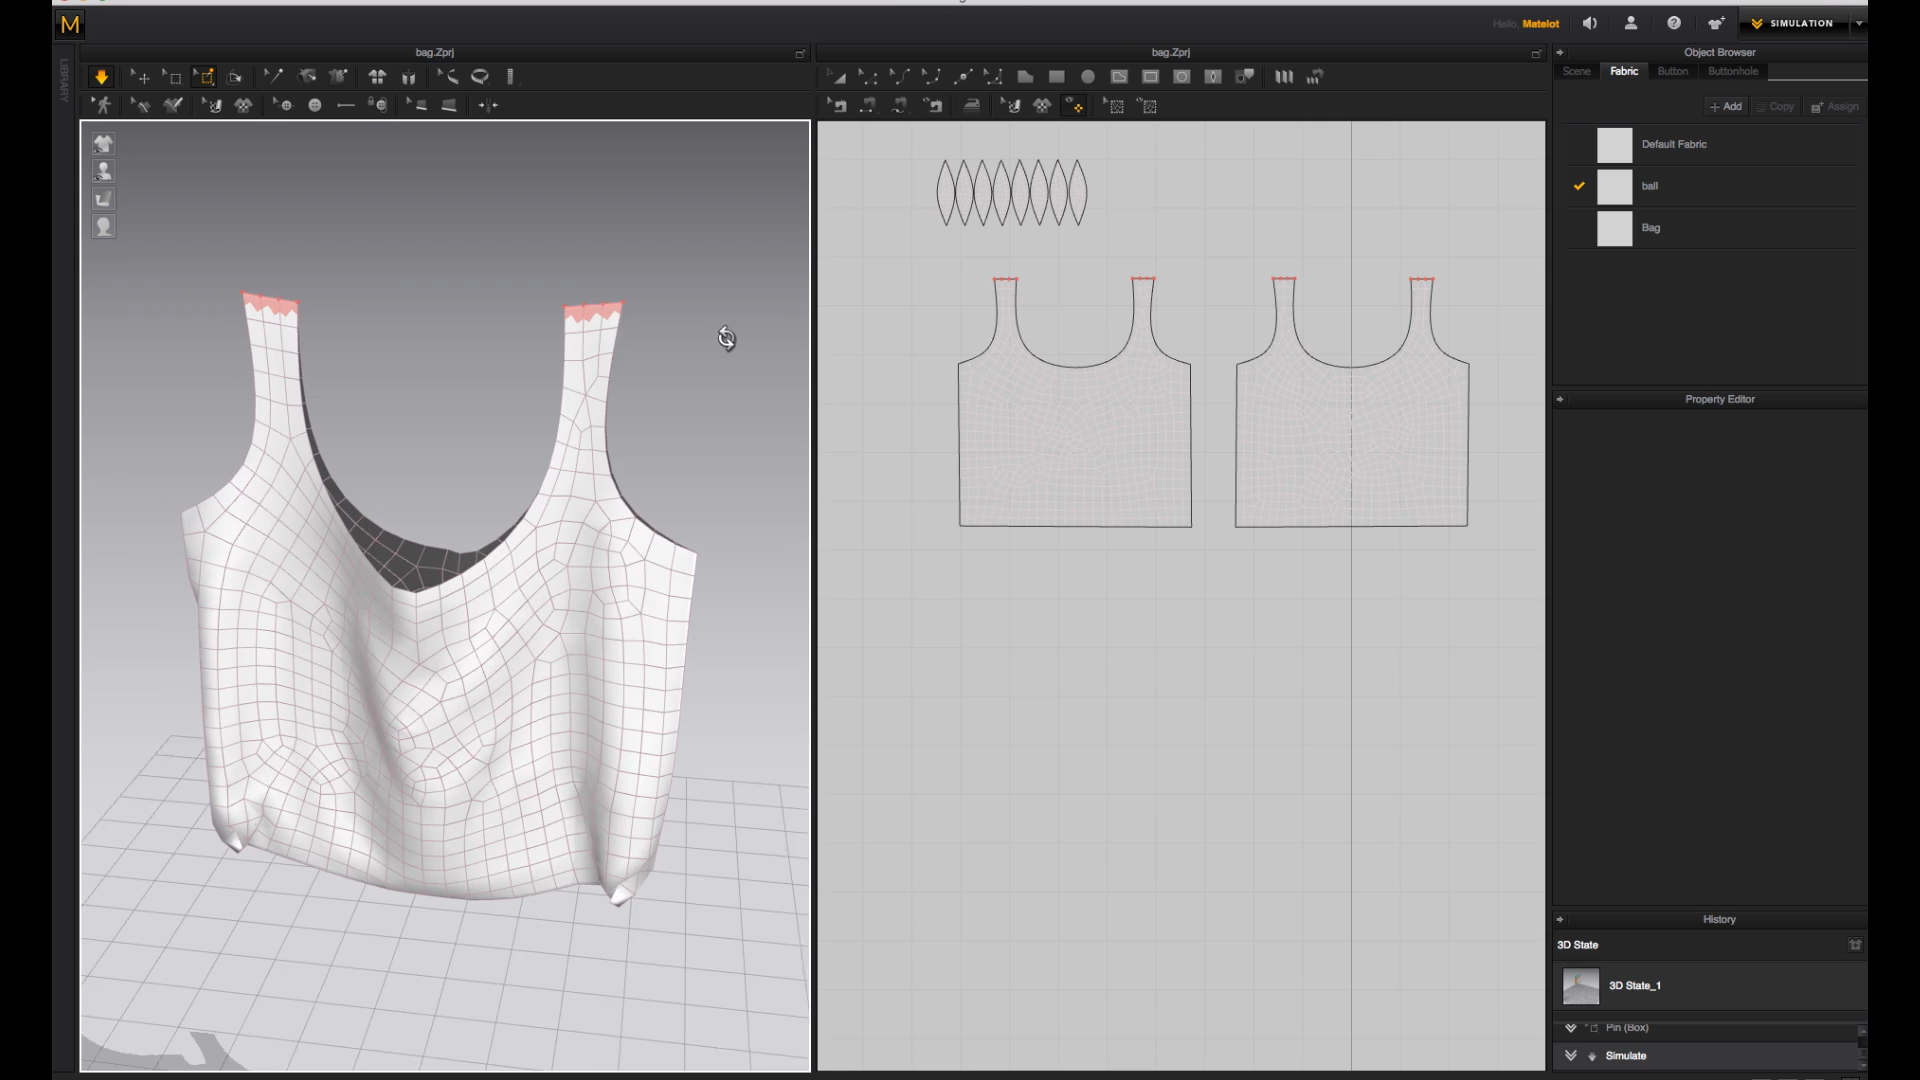 M
Hello, Matelot
SIMULATION
bag.Zprj
bag.Zprj
Object Browser
LIBRARY
Scene
Fabric
Button
Buttonhole
Add
Copy
Assign
Default Fabric
ball
Bag
Property Editor
History
3D State
3D State_1
Pin (Box)
Simulate